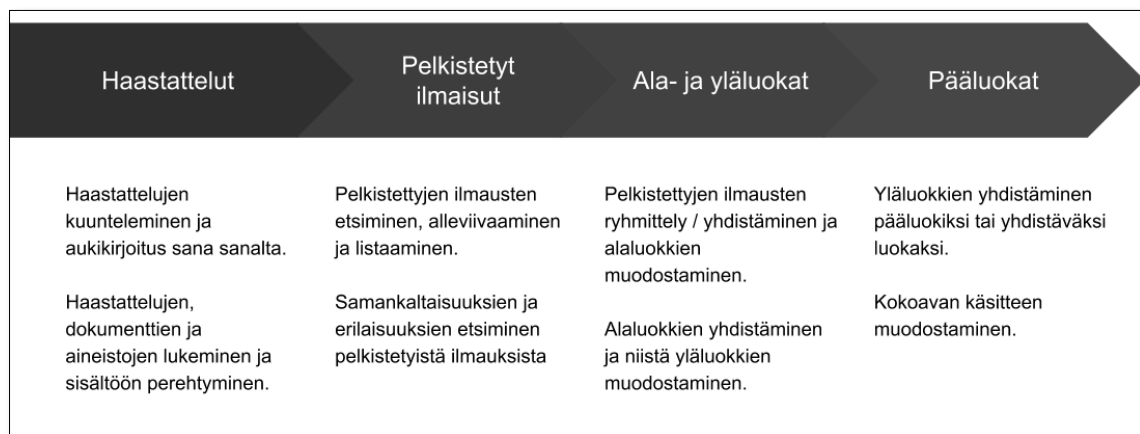 Haastattelut
Pelkistetyt
ilmaisut
Ala- ja yläluokat
Pääluokat
Haastattelujen
kuunteleminen ja
aukikirjoitus sana sanalta.
Haastattelujen,
dokumenttien ja
aineistojen lukeminen ja
sisältöön perehtyminen.
Pelkistettyjen ilmausten
etsiminen, alleviivaaminen
ja listaaminen.
Samankaltaisuuksien ja
erilaisuuksien etsiminen
pelkistetyistä ilmauksista
Pelkistettyjen ilmausten
ryhmittely / yhdistäminen ja
alaluokkien
muodostaminen.
Alaluokkien yhdistäminen
ja niistä yläluokkien
muodostaminen.
Yläluokkien yhdistäminen
pääluokiksi tai yhdistäväksi
luokaksi.
Kokoavan käsitteen
muodostaminen.